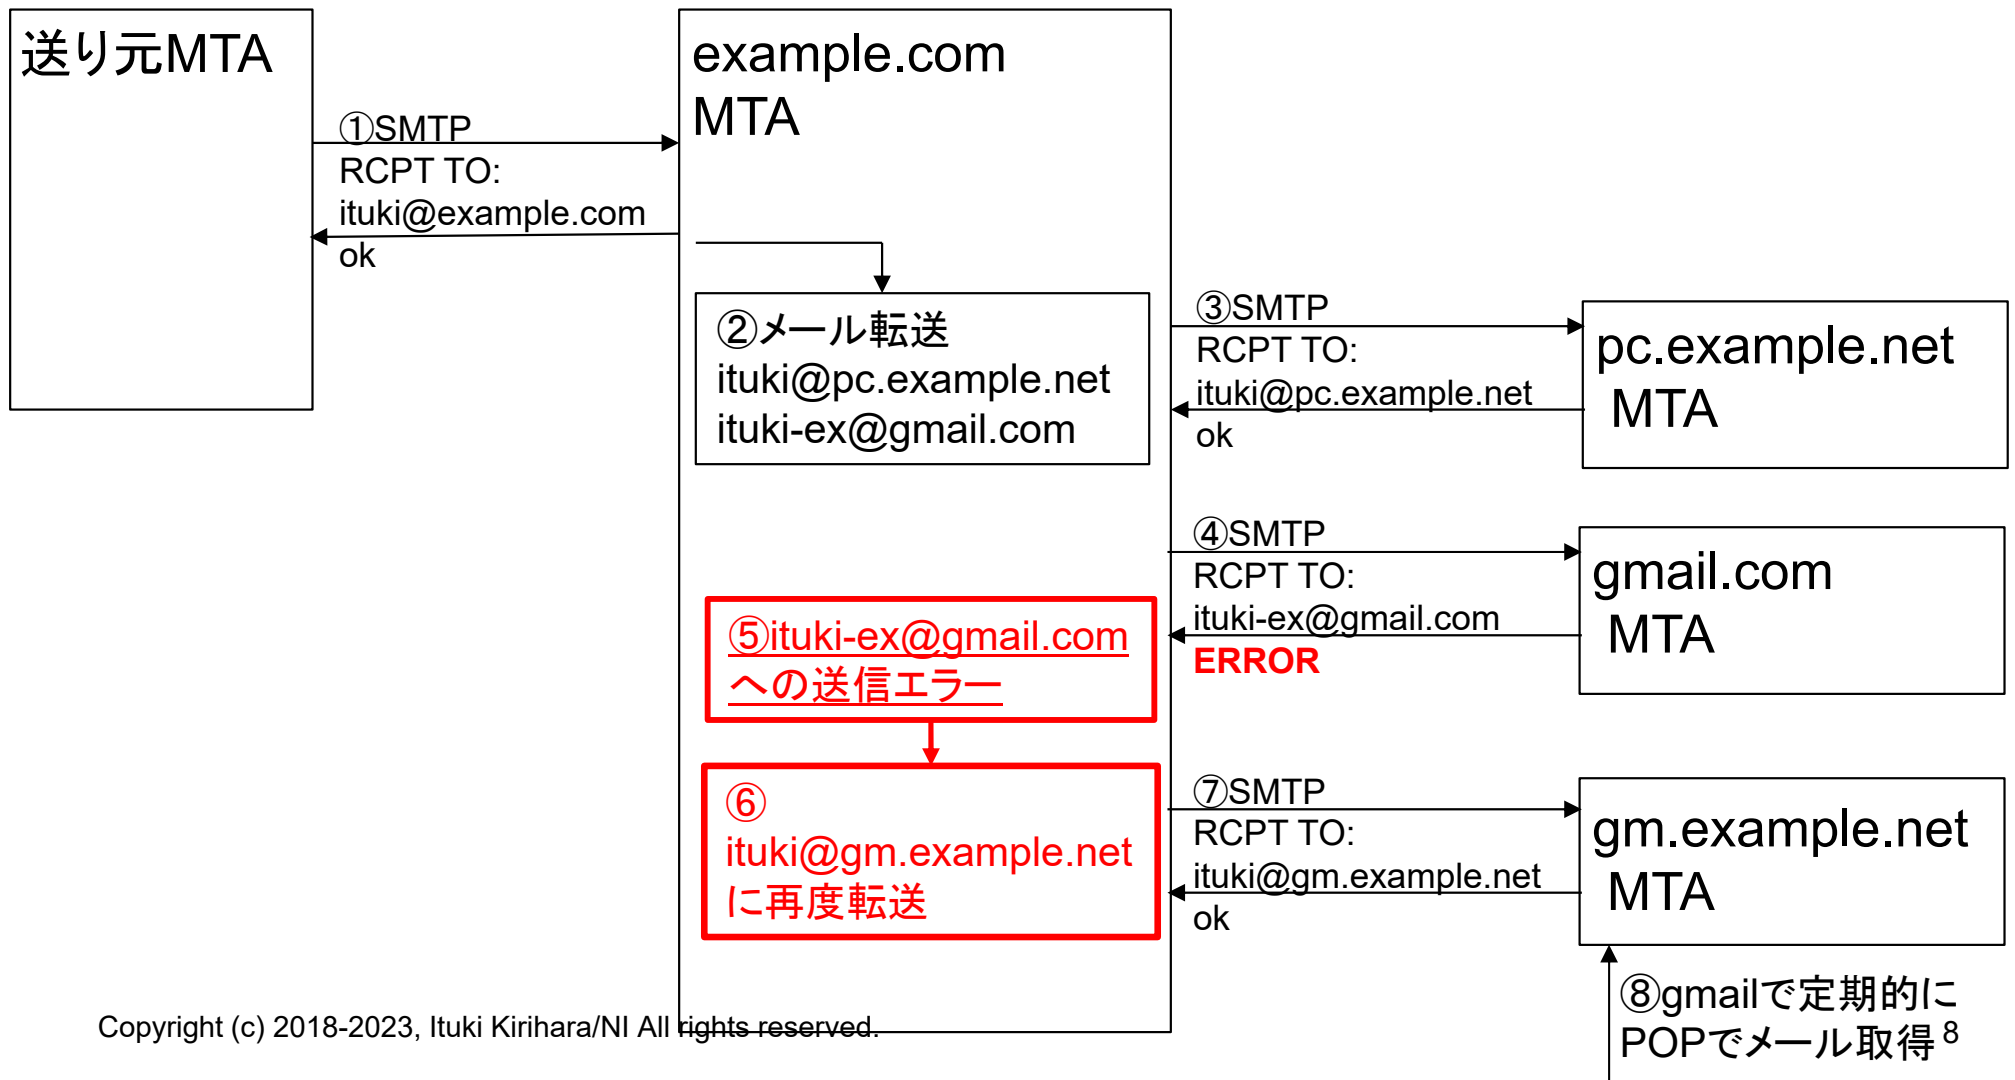 送り元MTA
①SMTP
RCPT TO:
ituki@example.com
ok
example.com
MTA
②メール転送
ituki@pc.example.net
ituki-ex@gmail.com
③SMTP
RCPT TO:
ituki@pc.example.net
ok
pc.example.net
MTA
④SMTP
RCPT TO:
ituki-ex@gmail.com
ERROR
gmail.com
MTA
⑤ituki-ex@gmail.com
への送信エラー
⑥
ituki@gm.example.net
に再度転送
⑦SMTP
RCPT TO:
ituki@gm.example.net
ok
gm.example.net
MTA
⑧gmailで定期的に
POPでメール取得
Copyright (c) 2018-2023, Ituki Kirihara/NI All rights reserved.
8